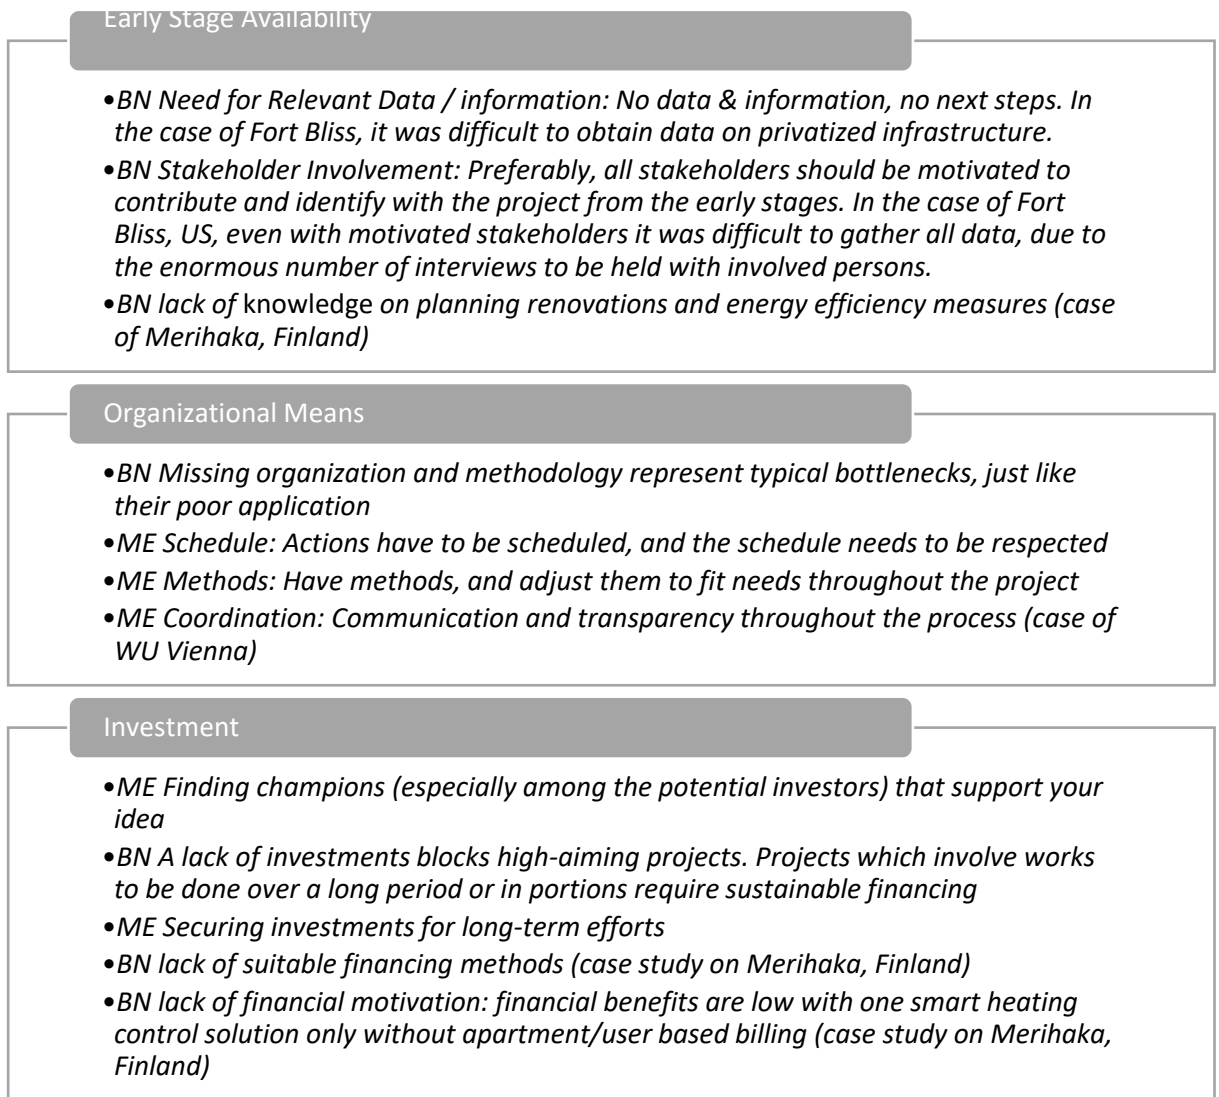 Early Stage Availability
•BN Need for Relevant Data / information: No data & information, no next steps. In
the case of Fort Bliss, it was difficult to obtain data on privatized infrastructure.
•BN Stakeholder Involvement: Preferably, all stakeholders should be motivated to
contribute and identify with the project from the early stages. In the case of Fort
Bliss, US, even with motivated stakeholders it was difficult to gather all data, due to
the enormous number of interviews to be held with involved persons.
•BN lack of knowledge on planning renovations and energy efficiency measures (case
of Merihaka, Finland)
Organizational Means
•BN Missing organization and methodology represent typical bottlenecks, just like
their poor application
•ME Schedule: Actions have to be scheduled, and the schedule needs to be respected
•ME Methods: Have methods, and adjust them to fit needs throughout the project
•ME Coordination: Communication and transparency throughout the process (case of
WU Vienna)
Investment
•ME Finding champions (especially among the potential investors) that support your
idea
•BN A lack of investments blocks high-aiming projects. Projects which involve works
to be done over a long period or in portions require sustainable financing
•ME Securing investments for long-term efforts
•BN lack of suitable financing methods (case study on Merihaka, Finland)
•BN lack of financial motivation: financial benefits are low with one smart heating
control solution only without apartment/user based billing (case study on Merihaka,
Finland)